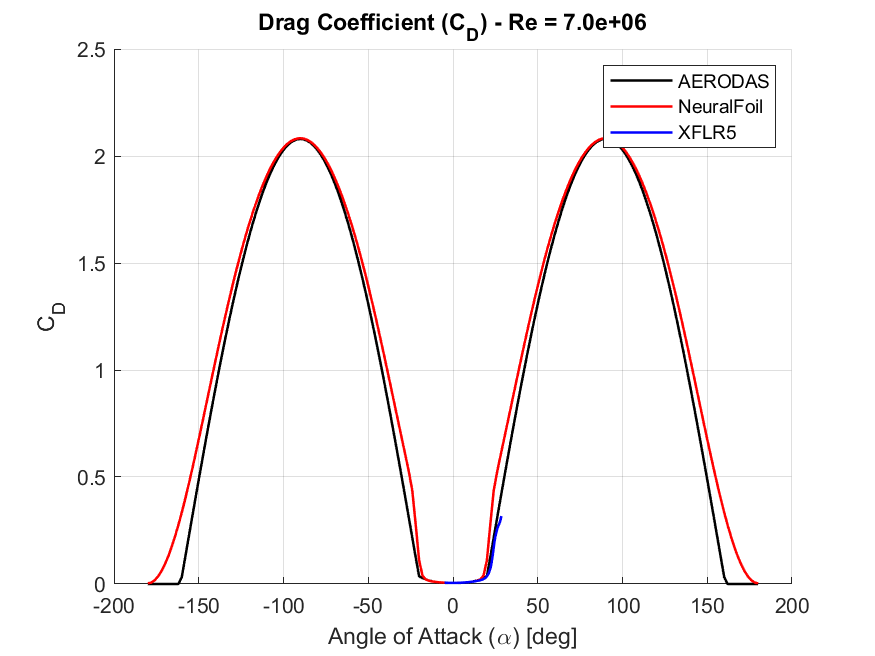 Drag Coefficient (C_D) - Re = 7.0e+06
AERODAS
NeuralFoil
XFLR5
2.5
2
1.5
1
0.5
0
C_D
-200 -150 -100 -50 0 50 100 150 200
Angle of Attack (α) [deg]